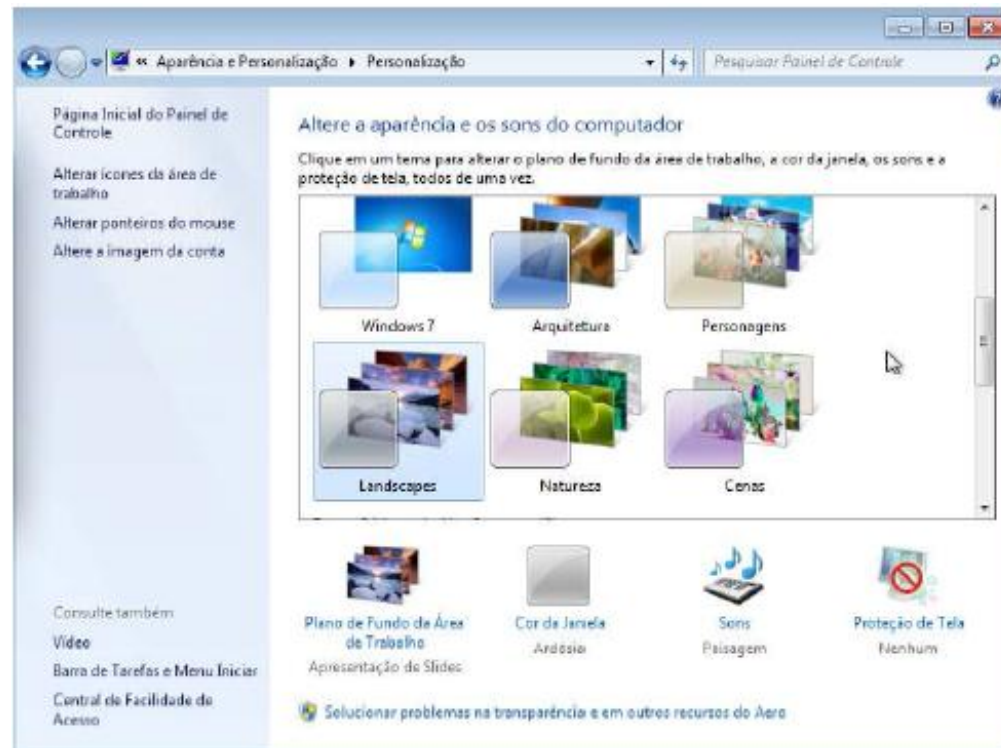 « Aparência e Personalização ▸ Personalização
Pesquisar Painel de Controle
Página Inicial do Painel de
Controle
Alterar ícones da área de
trabalho
Alterar ponteiros do mouse
Altere a imagem da conta
Consulte também
Vídeo
Barra de Tarefas e Menu Iniciar
Central de Facilidade de
Acesso
Altere a aparência e os sons do computador
Clique em um tema para alterar o plano de fundo da área de trabalho, a cor da janela, os sons e a
proteção de tela, todos de uma vez.
Windows 7
Arquitetura
Personagens
Landscapes
Natureza
Cenas
Plano de Fundo da Área
de Trabalho
Apresentação de Slides
Cor da Janela
Ardósia
Sons
Paisagem
Proteção de Tela
Nenhum
Solucionar problemas na transparência e em outros recursos do Aero